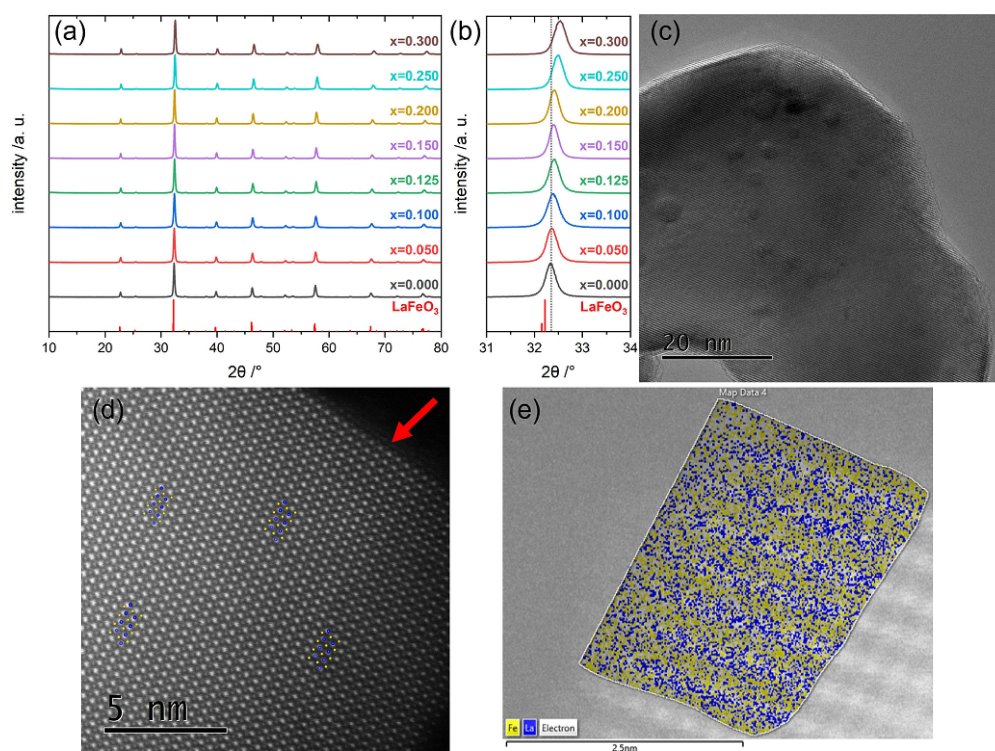 (a)
intensity /a. u.
x=0.300
x=0.250
x=0.200
x=0.150
x=0.125
x=0.100
x=0.050
x=0.000
LaFeO₃
10 20 30 40 50 60 70 80
2θ /°
(b)
intensity /a. u.
x=0.300
x=0.250
x=0.200
x=0.150
x=0.125
x=0.100
x=0.050
x=0.000
LaFeO₃
31 32 33 34
2θ /°
(c)
20 nm
(d)
5 nm
(e)
Map Data 4
Fe La Electron
2.5nm